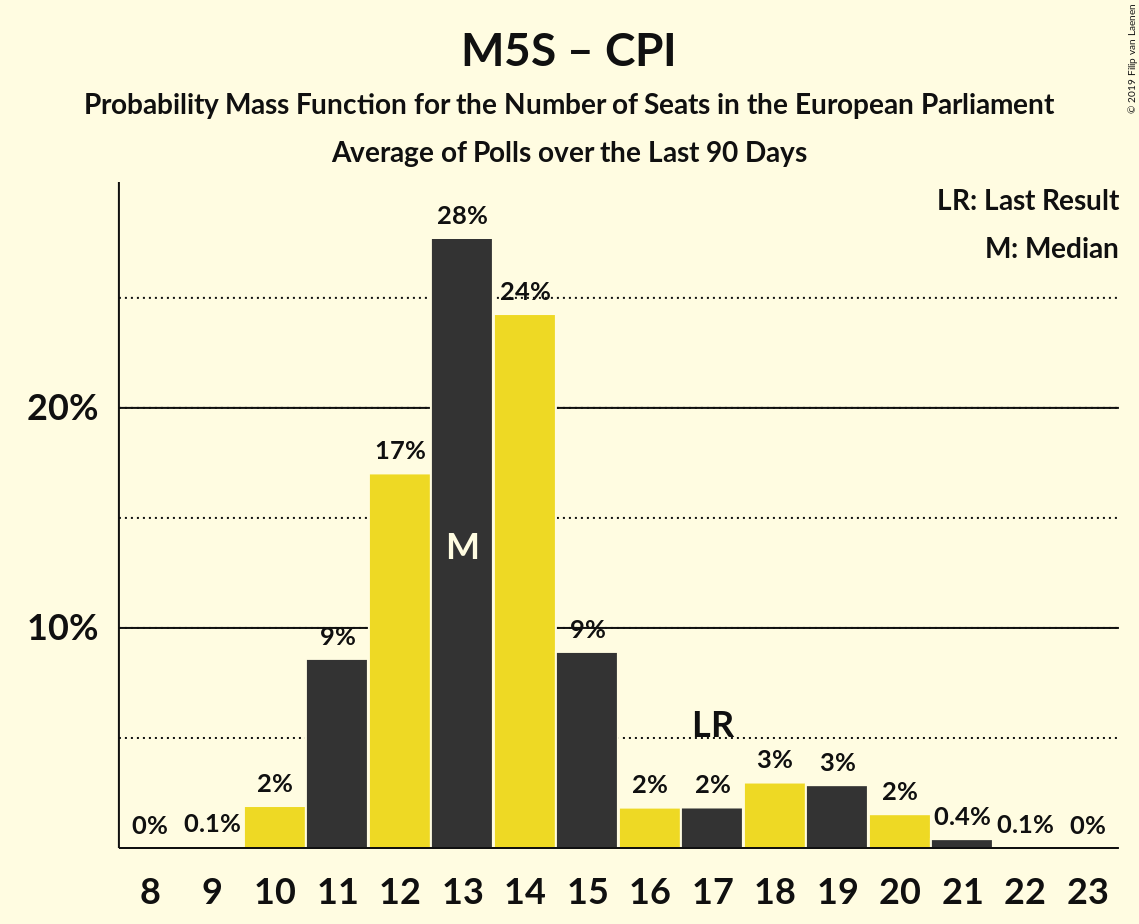 M5S – CPI
Probability Mass Function for the Number of Seats in the European Parliament
Average of Polls over the Last 90 Days
© 2019 Filip van Laenen
LR: Last Result
M: Median
28%
24%
20%
17%
M
10%
9%
9%
LR
3%
3%
2%
2%
2%
2%
0%
0.1%
0.4%
0.1%
0%
8 9 10 11 12 13 14 15 16 17 18 19 20 21 22 23